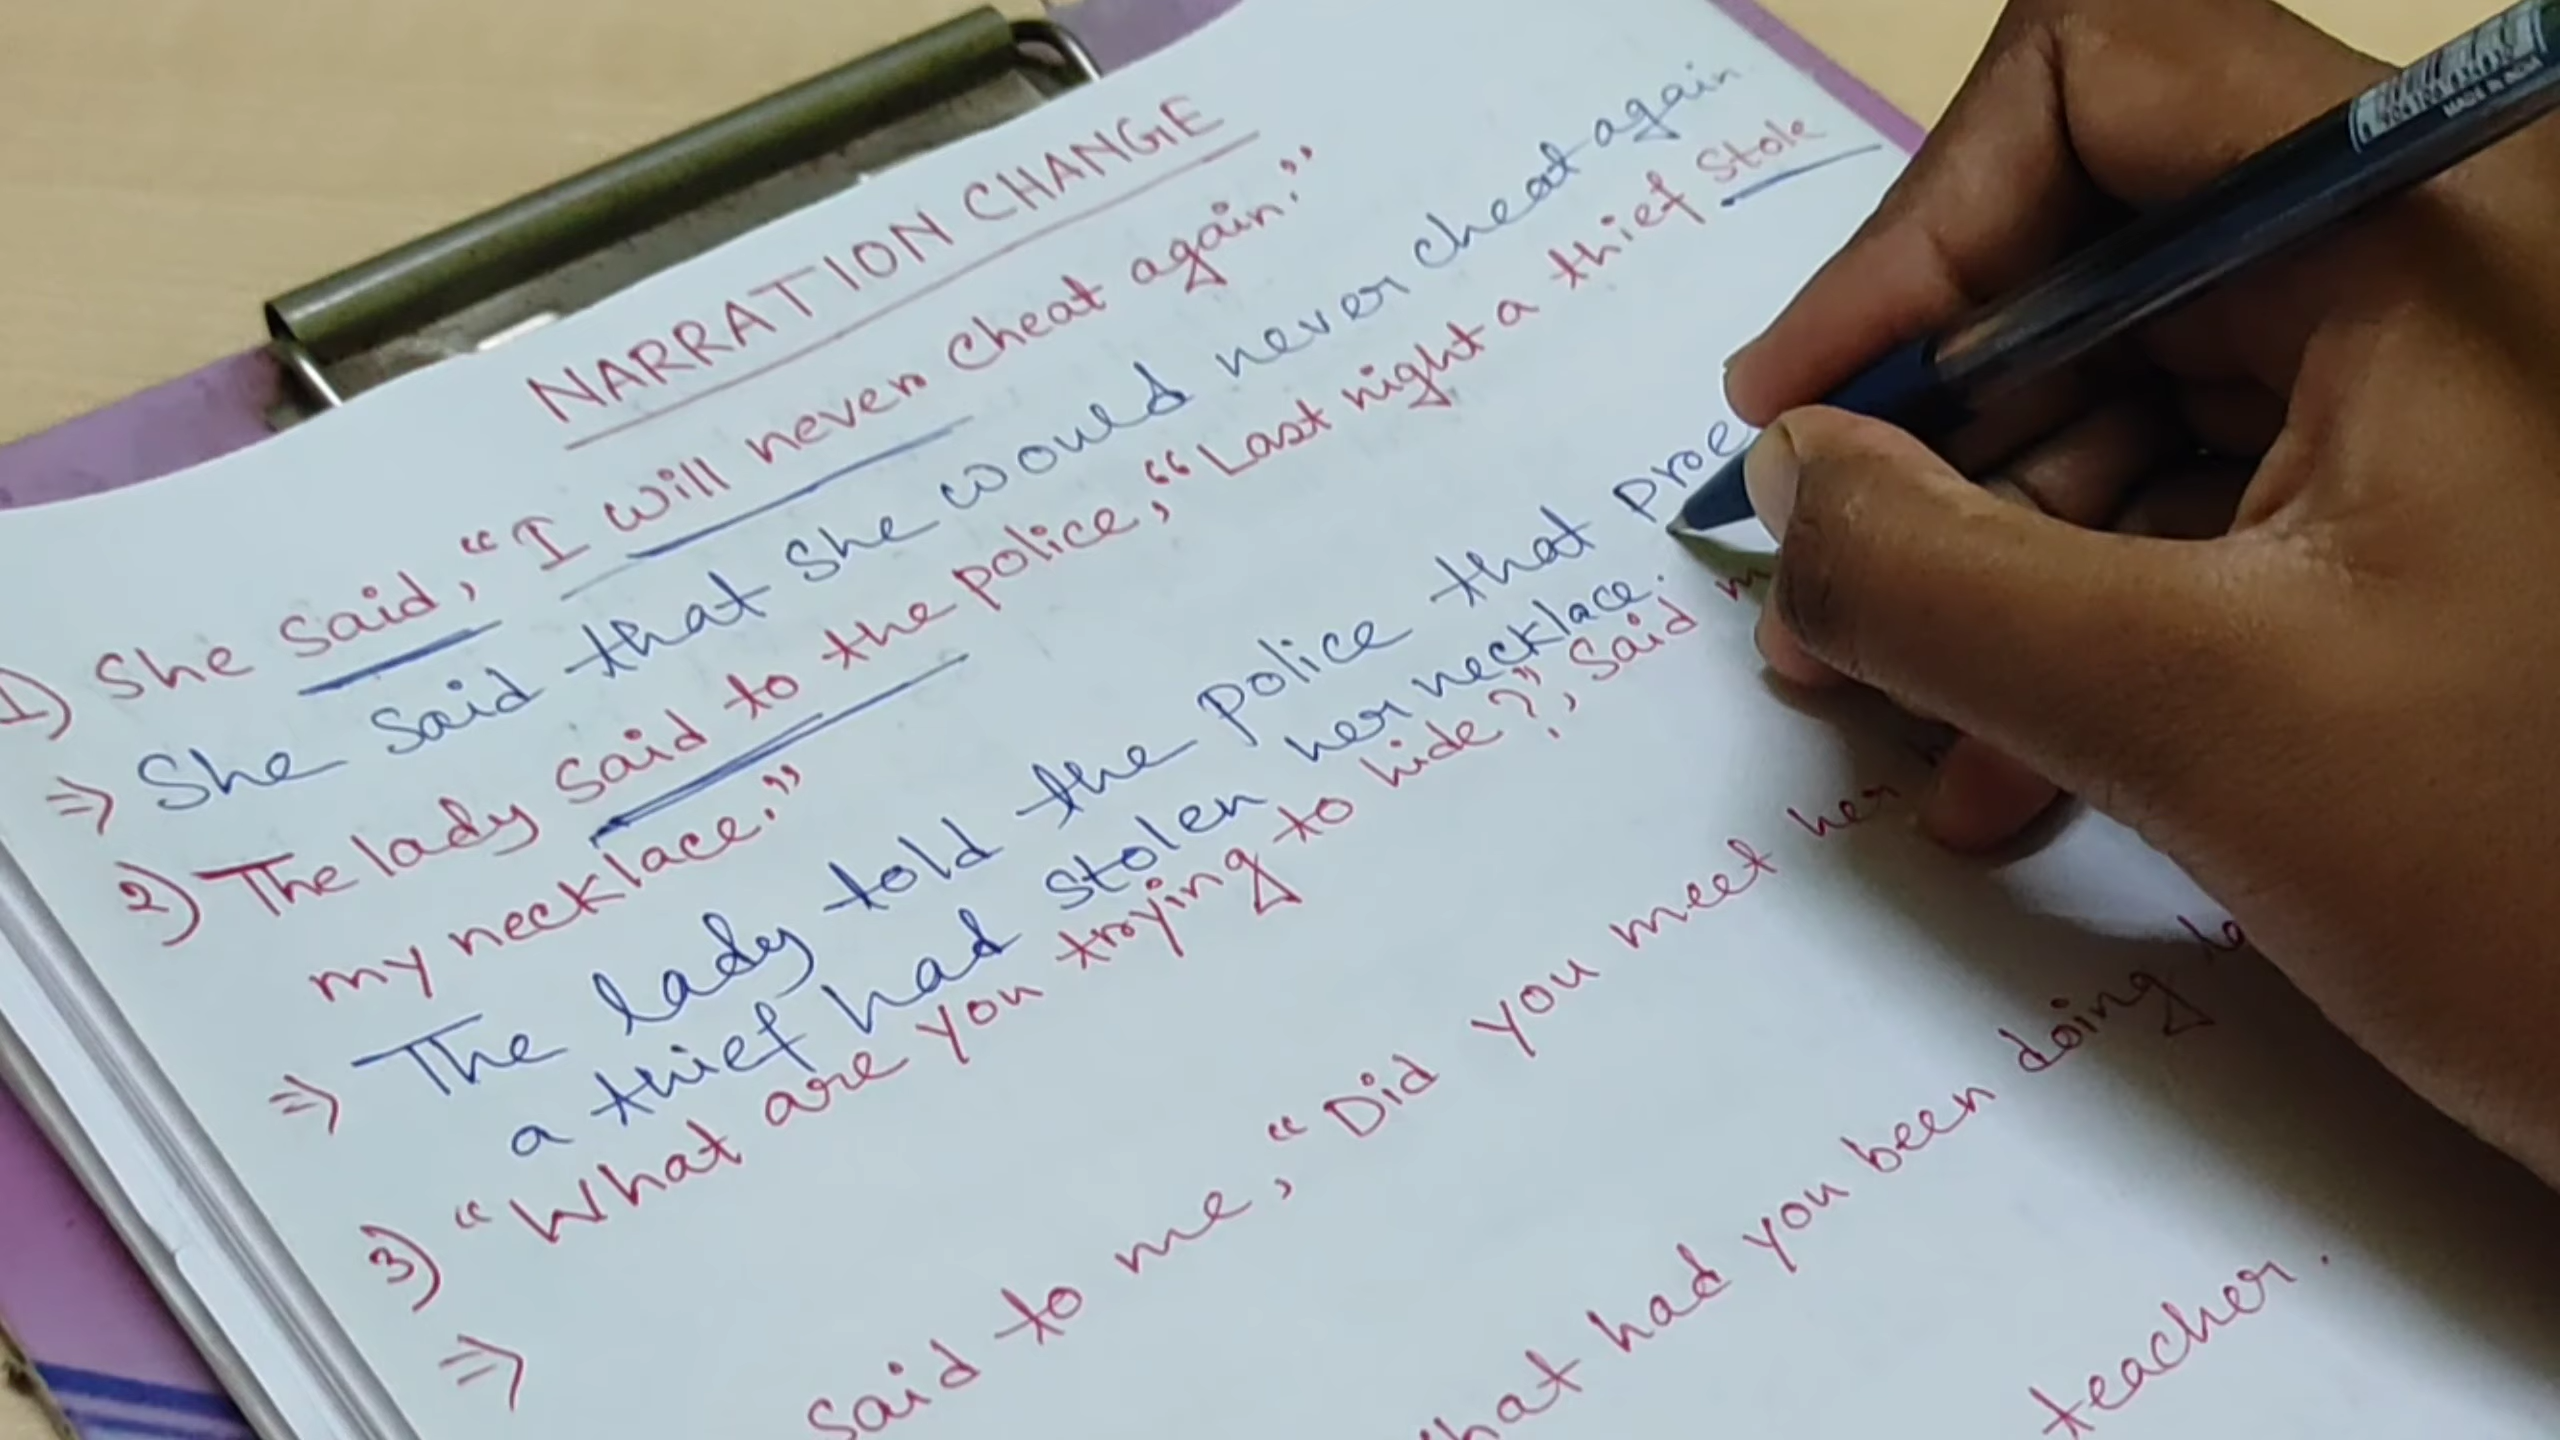 NARRATION CHANGE
1) She said, "I will never cheat again."
⇒ She said that she would never cheat again
2) The lady said to the police, "Last night a thief stole
my necklace."
⇒ The lady told the police that
a thief had stolen her necklace.
3) "What are you trying to hide?", said
⇒
said to me, "Did you meet her
had you been doing
teacher.
MADE IN INDIA